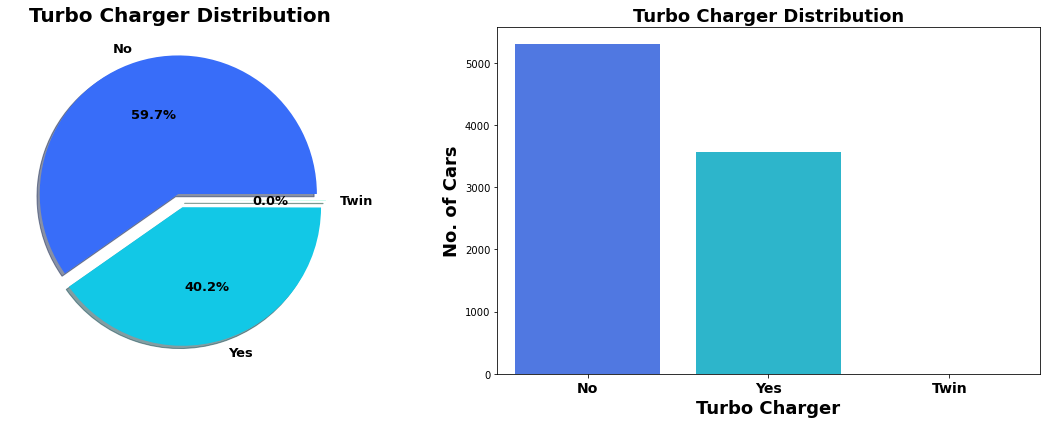 Turbo Charger Distribution
No
59.7%
0.0%
Twin
40.2%
Yes
Turbo Charger Distribution
No. of Cars
5000
4000
3000
2000
1000
0
No
Yes
Twin
Turbo Charger